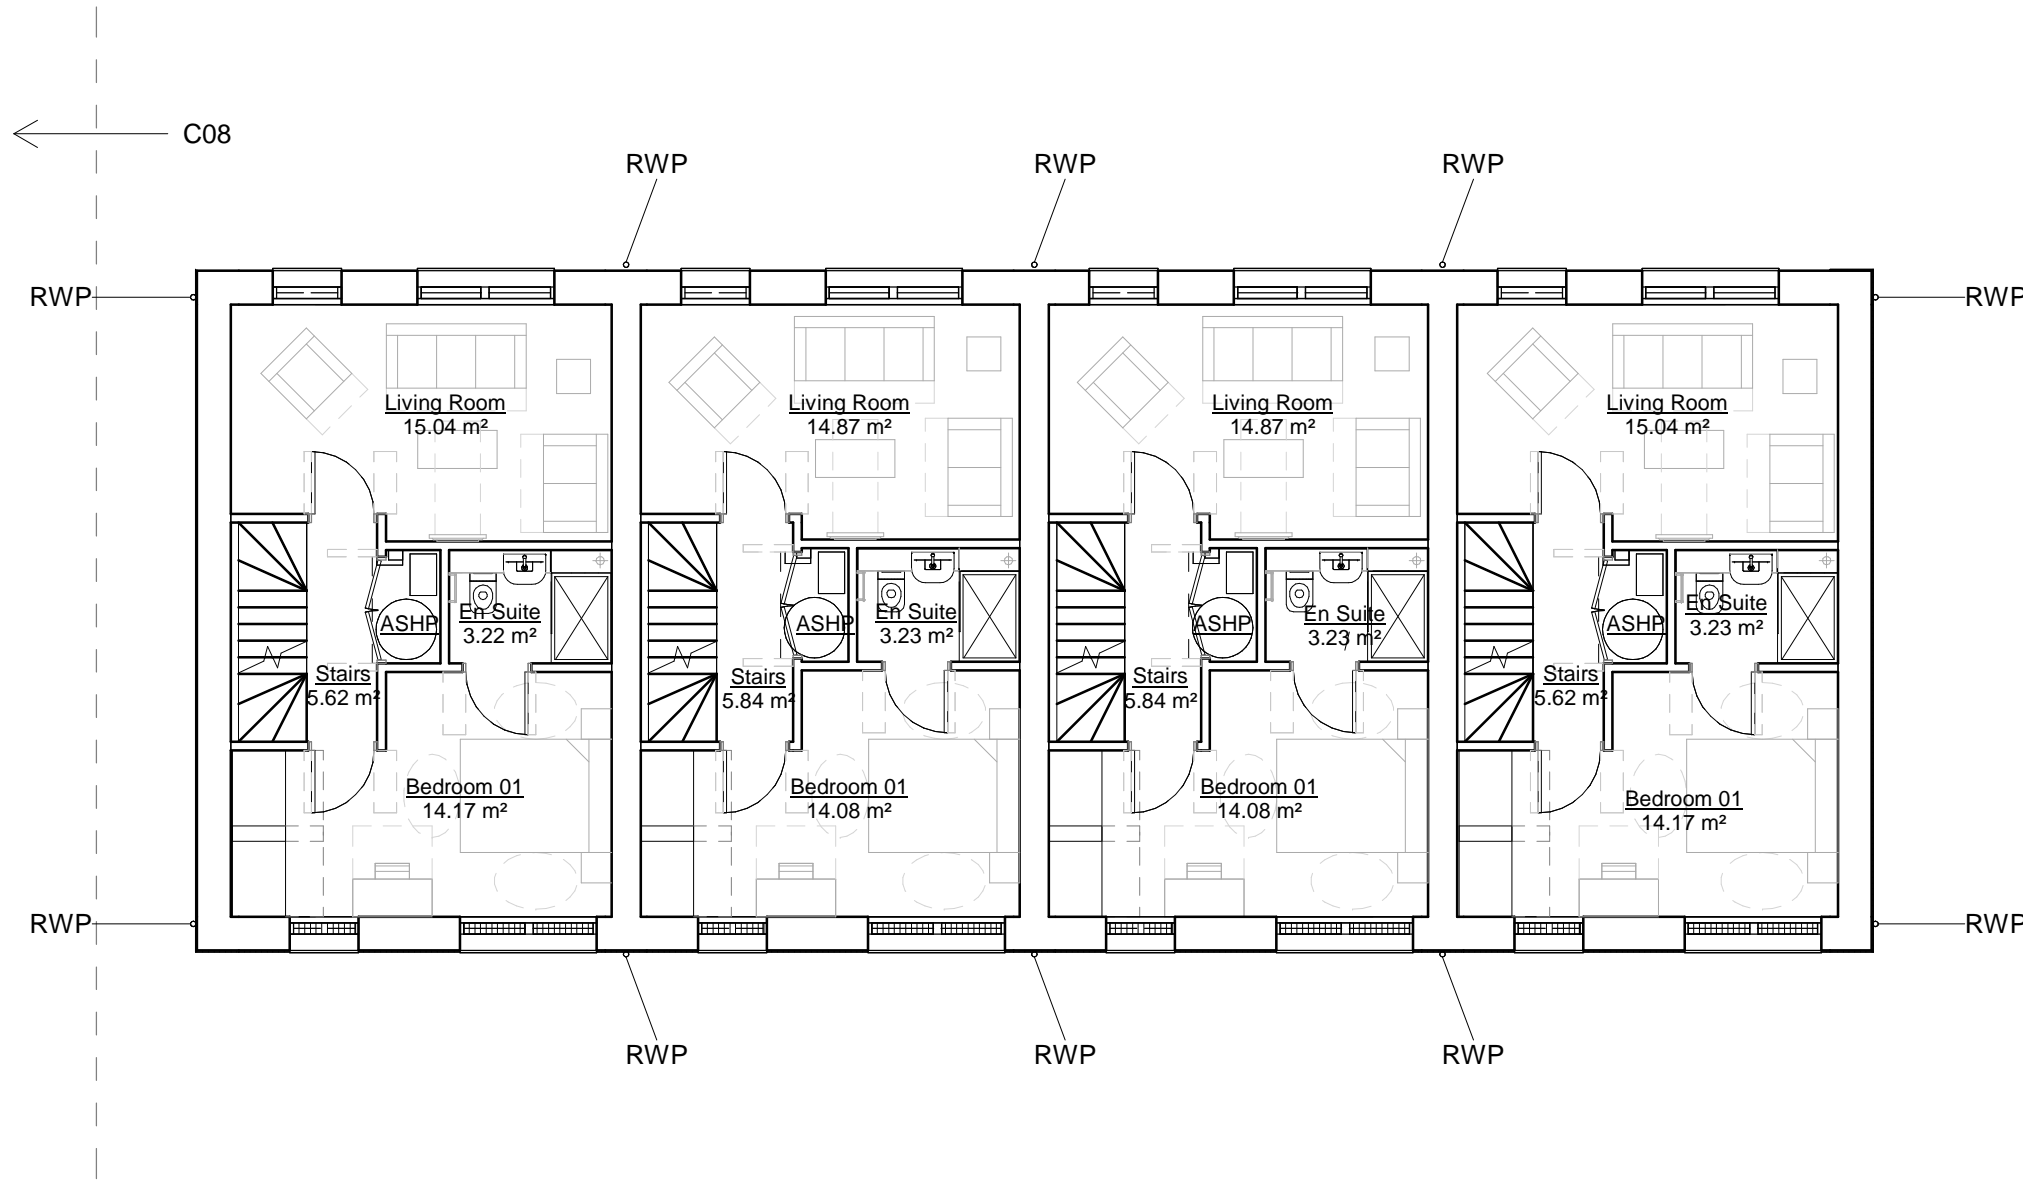 C08
RWP
RWP
RWP
RWP
RWP
Living Room
15.04 m²
Living Room
14.87 m²
Living Room
14.87 m²
Living Room
15.04 m²
ASHP
En Suite
3.22 m²
ASHP
En Suite
3.23 m²
ASHP
En Suite
3.23 m²
ASHP
En Suite
3.23 m²
Stairs
5.62 m²
Stairs
5.84 m²
Stairs
5.84 m²
Stairs
5.62 m²
Bedroom 01
14.17 m²
Bedroom 01
14.08 m²
Bedroom 01
14.08 m²
Bedroom 01
14.17 m²
RWP
RWP
RWP
RWP
RWP